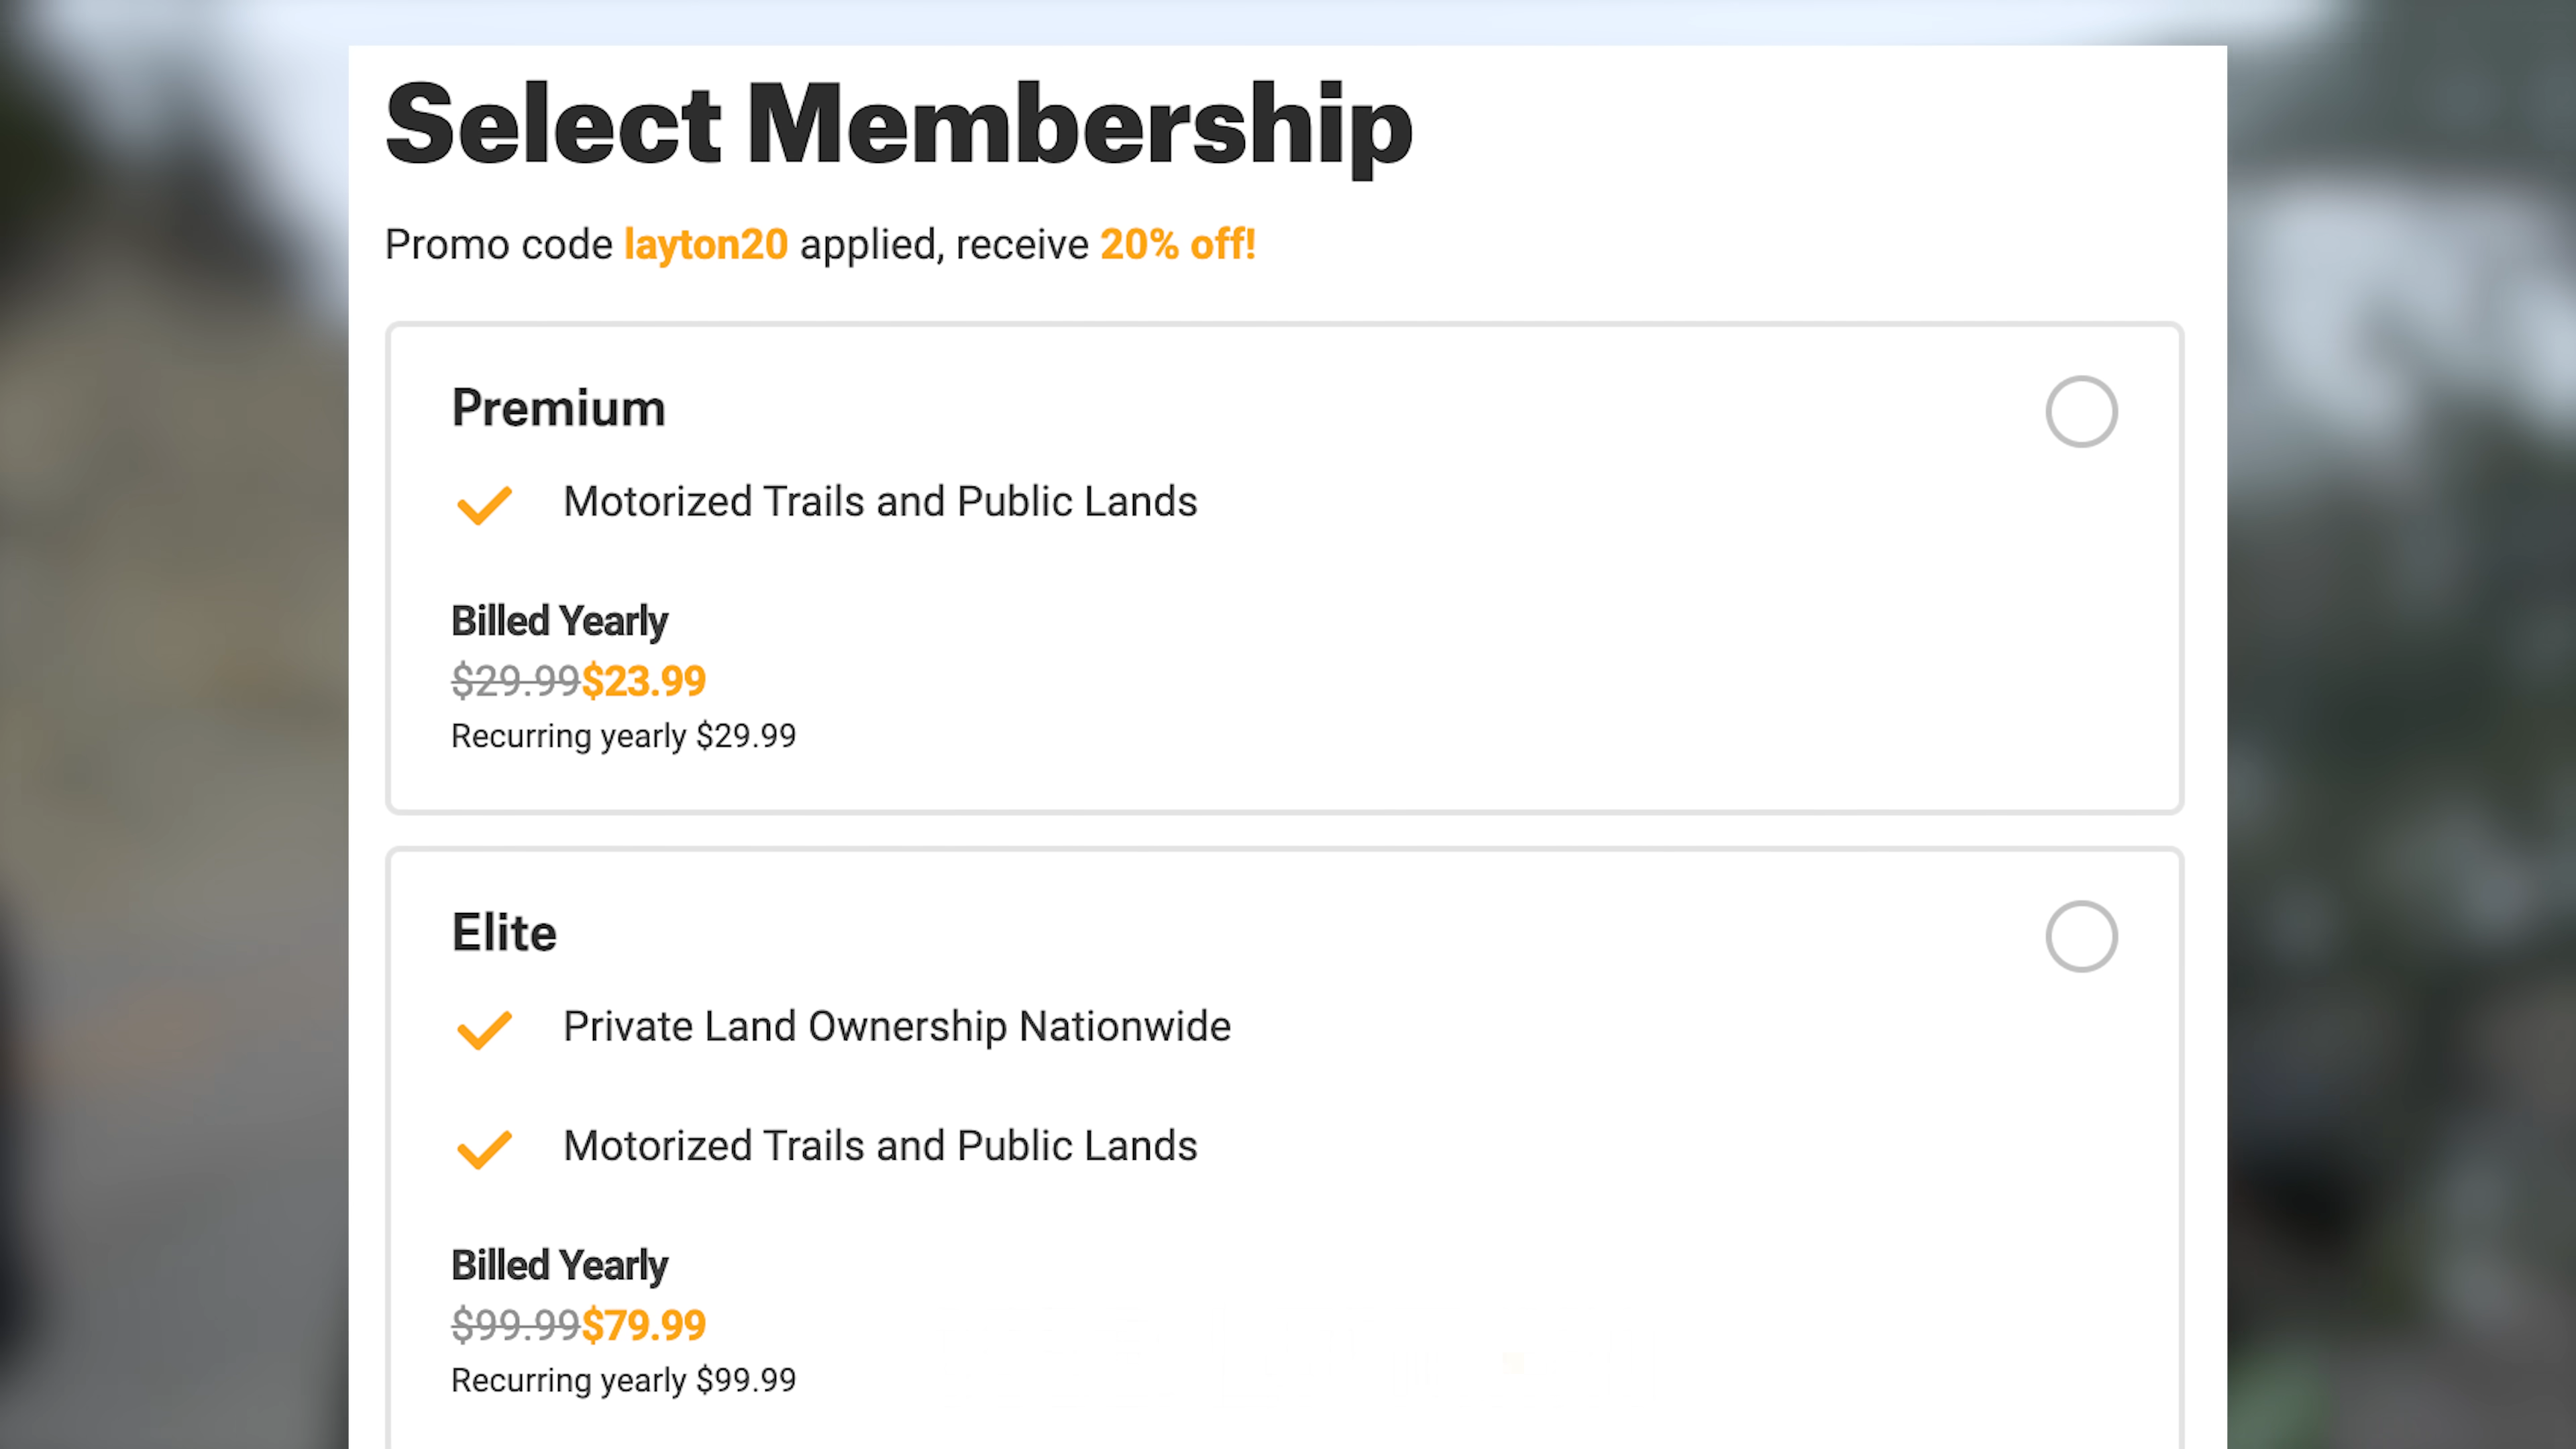 Select Membership
Promo code layton20 applied, receive 20% off!
Premium
Motorized Trails and Public Lands
Billed Yearly
$29.99$23.99
Recurring yearly $29.99
Elite
Private Land Ownership Nationwide
Motorized Trails and Public Lands
Billed Yearly
$99.99$79.99
Recurring yearly $99.99